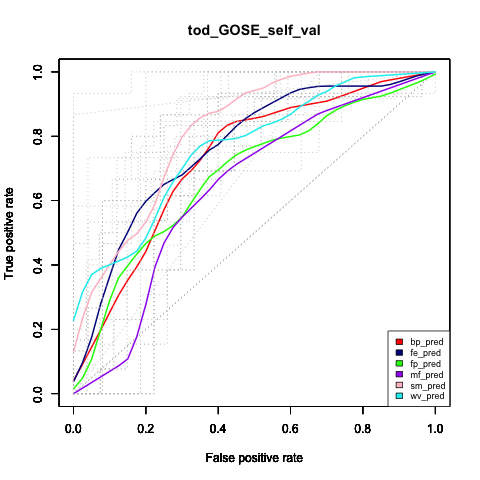 tod_GOSE_self_val
True positive rate
1.0
0.8
0.6
0.4
0.2
0.0
0.0 0.2 0.4 0.6 0.8 1.0
False positive rate
bp_pred
fe_pred
fp_pred
mf_pred
sm_pred
wv_pred